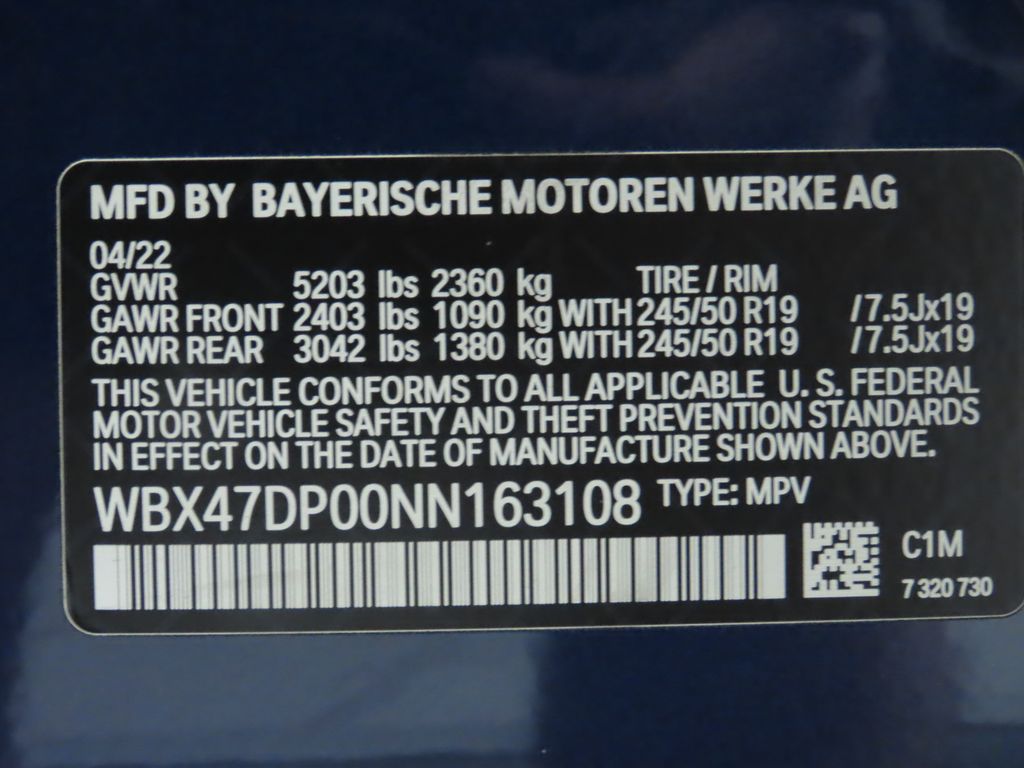 MFD BY BAYERISCHE MOTOREN WERKE AG
04/22
GVWR 5203 lbs 2360 kg TIRE / RIM
GAWR FRONT 2403 lbs 1090 kg WITH 245/50 R19 /7.5Jx19
GAWR REAR 3042 lbs 1380 kg WITH 245/50 R19 /7.5Jx19
THIS VEHICLE CONFORMS TO ALL APPLICABLE U. S. FEDERAL
MOTOR VEHICLE SAFETY AND THEFT PREVENTION STANDARDS
IN EFFECT ON THE DATE OF MANUFACTURE SHOWN ABOVE.
WBX47DP00NN163108 TYPE: MPV
C1M
7 320 730